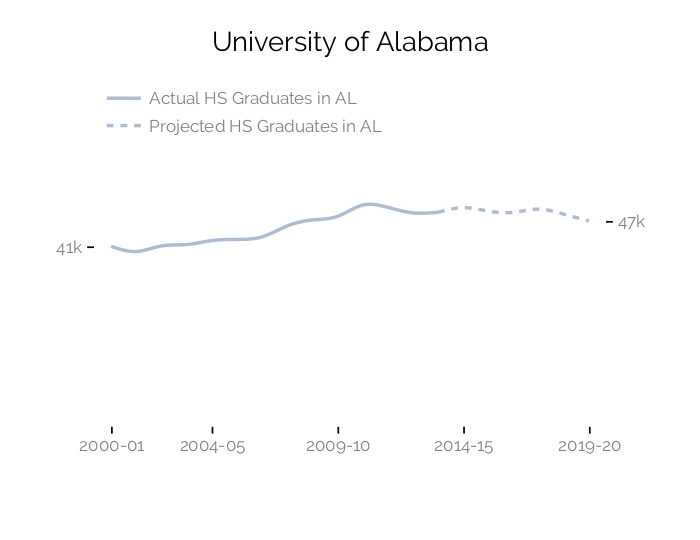 University of Alabama
Actual HS Graduates in AL
Projected HS Graduates in AL
47k
41k
2000-01 2004-05 2009-10 2014-15 2019-20